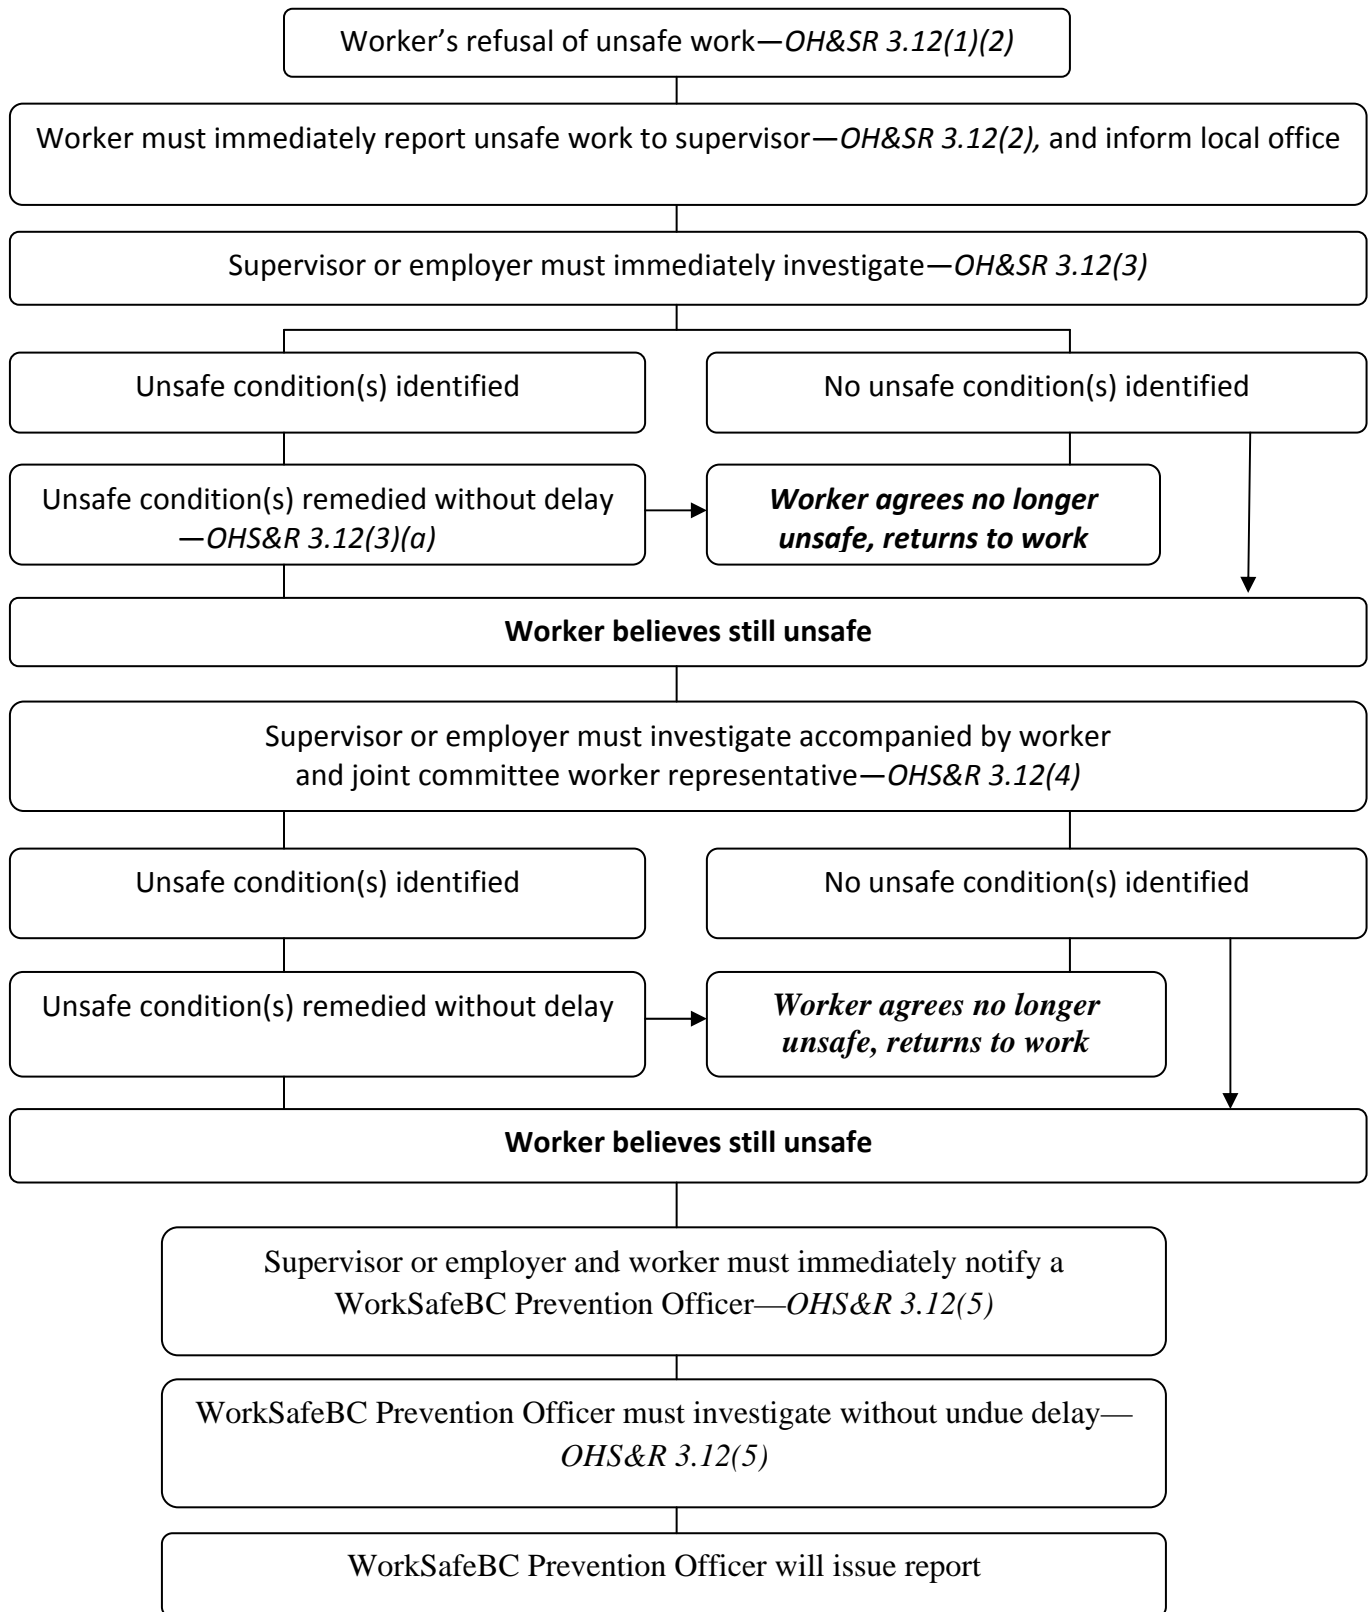 Worker’s refusal of unsafe work—OH&SR 3.12(1)(2)
Worker must immediately report unsafe work to supervisor—OH&SR 3.12(2), and inform local office
Supervisor or employer must immediately investigate—OH&SR 3.12(3)
Unsafe condition(s) identified
No unsafe condition(s) identified
Unsafe condition(s) remedied without delay
—OHS&R 3.12(3)(a)
Worker agrees no longer
unsafe, returns to work
Worker believes still unsafe
Supervisor or employer must investigate accompanied by worker
and joint committee worker representative—OHS&R 3.12(4)
Unsafe condition(s) identified
No unsafe condition(s) identified
Unsafe condition(s) remedied without delay
Worker agrees no longer
unsafe, returns to work
Worker believes still unsafe
Supervisor or employer and worker must immediately notify a
WorkSafeBC Prevention Officer—OHS&R 3.12(5)
WorkSafeBC Prevention Officer must investigate without undue delay—
OHS&R 3.12(5)
WorkSafeBC Prevention Officer will issue report